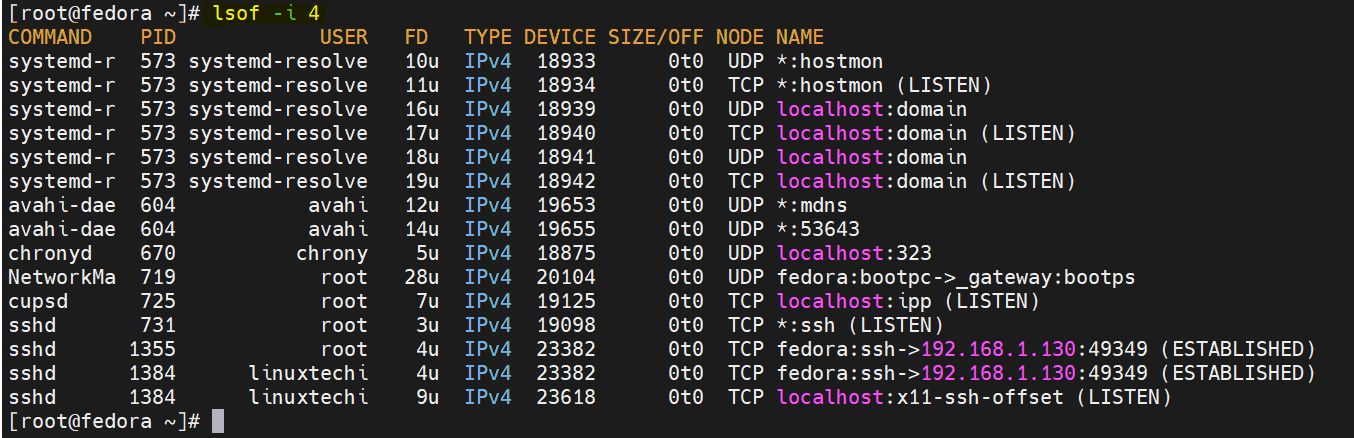 [root@fedora ~]# lsof -i 4
COMMAND PID USER FD TYPE DEVICE SIZE/OFF NODE NAME
systemd-r 573 systemd-resolve 10u IPv4 18933 0t0 UDP *:hostmon
systemd-r 573 systemd-resolve 11u IPv4 18934 0t0 TCP *:hostmon (LISTEN)
systemd-r 573 systemd-resolve 16u IPv4 18939 0t0 UDP localhost:domain
systemd-r 573 systemd-resolve 17u IPv4 18940 0t0 TCP localhost:domain (LISTEN)
systemd-r 573 systemd-resolve 18u IPv4 18941 0t0 UDP localhost:domain
systemd-r 573 systemd-resolve 19u IPv4 18942 0t0 TCP localhost:domain (LISTEN)
avahi-dae 604 avahi 12u IPv4 19653 0t0 UDP *:mdns
avahi-dae 604 avahi 14u IPv4 19655 0t0 UDP *:53643
chronyd 670 chrony 5u IPv4 18875 0t0 UDP localhost:323
NetworkMa 719 root 28u IPv4 20104 0t0 UDP fedora:bootpc->_gateway:bootps
cupsd 725 root 7u IPv4 19125 0t0 TCP localhost:ipp (LISTEN)
sshd 731 root 3u IPv4 19098 0t0 TCP *:ssh (LISTEN)
sshd 1355 root 4u IPv4 23382 0t0 TCP fedora:ssh->192.168.1.130:49349 (ESTABLISHED)
sshd 1384 linuxtechi 4u IPv4 23382 0t0 TCP fedora:ssh->192.168.1.130:49349 (ESTABLISHED)
sshd 1384 linuxtechi 9u IPv4 23618 0t0 TCP localhost:x11-ssh-offset (LISTEN)
[root@fedora ~]#